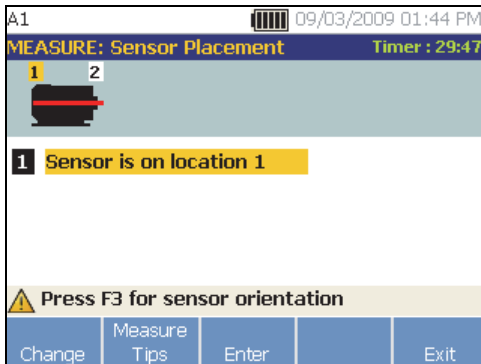 A1 09/03/2009 01:44 PM
MEASURE: Sensor Placement Timer : 29:47
1 2
1 Sensor is on location 1
Press F3 for sensor orientation
Change Measure Tips Enter Exit